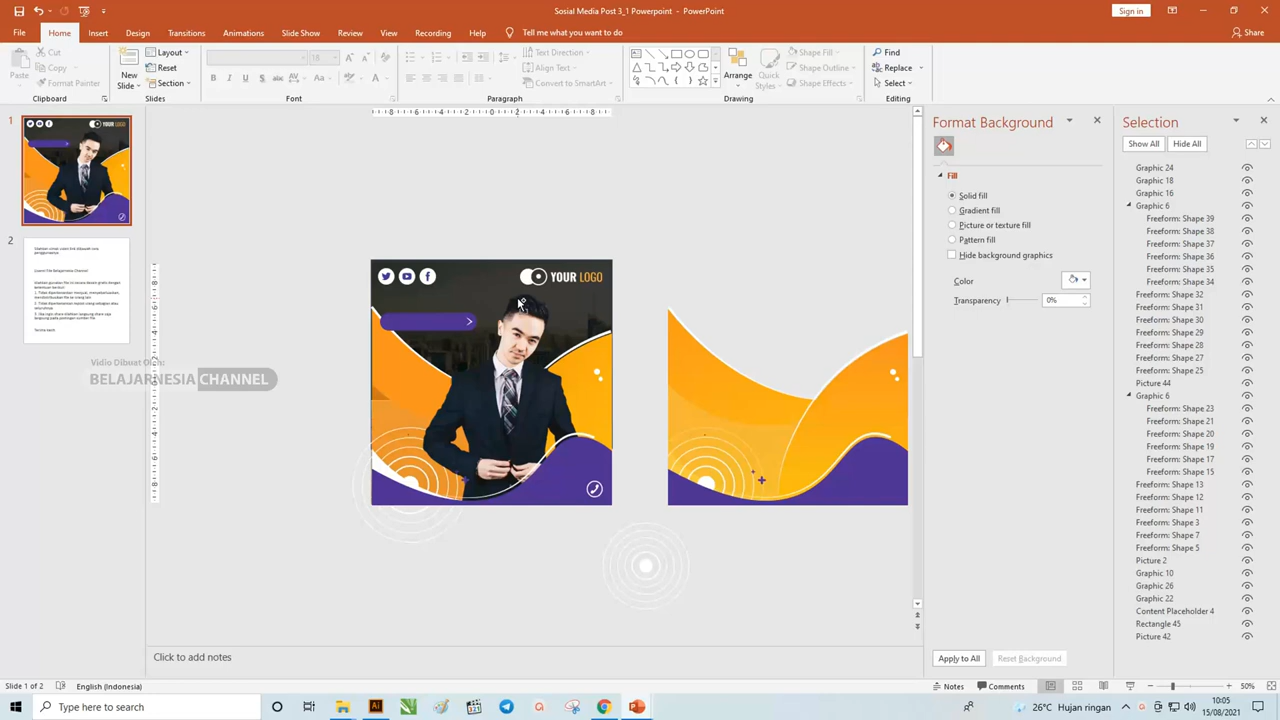 Sosial Media Post 3_1 Powerpoint - PowerPoint
Sign in
File
Home
Insert
Design
Transitions
Animations
Slide Show
Review
View
Recording
Help
Tell me what you want to do
Share
Paste
Cut
Copy
Format Painter
Clipboard
New
Slide
Layout
Reset
Section
Slides
18
Font
Text Direction
Align Text
Convert to SmartArt
Paragraph
Arrange
Quick
Styles
Shape Fill
Shape Outline
Shape Effects
Drawing
Find
Replace
Select
Editing
1
YOUR LOGO
2
YOUR LOGO
Vidio Dibuat Oleh:
BELAJARNESIA CHANNEL
Format Background
Fill
Solid fill
Gradient fill
Picture or texture fill
Pattern fill
Hide background graphics
Color
Transparency
0%
Apply to All
Reset Background
Selection
Show All
Hide All
Graphic 24
Graphic 18
Graphic 16
Graphic 6
Freeform: Shape 39
Freeform: Shape 38
Freeform: Shape 37
Freeform: Shape 36
Freeform: Shape 35
Freeform: Shape 34
Freeform: Shape 32
Freeform: Shape 31
Freeform: Shape 30
Freeform: Shape 29
Freeform: Shape 28
Freeform: Shape 27
Freeform: Shape 25
Picture 44
Graphic 6
Freeform: Shape 23
Freeform: Shape 21
Freeform: Shape 20
Freeform: Shape 19
Freeform: Shape 17
Freeform: Shape 15
Freeform: Shape 13
Freeform: Shape 12
Freeform: Shape 11
Freeform: Shape 3
Freeform: Shape 7
Freeform: Shape 5
Picture 2
Graphic 10
Graphic 26
Graphic 22
Content Placeholder 4
Rectangle 45
Picture 42
Click to add notes
Slide 1 of 2
English (Indonesia)
Notes
Comments
50%
Type here to search
26°C Hujan ringan
10:05
15/08/2021